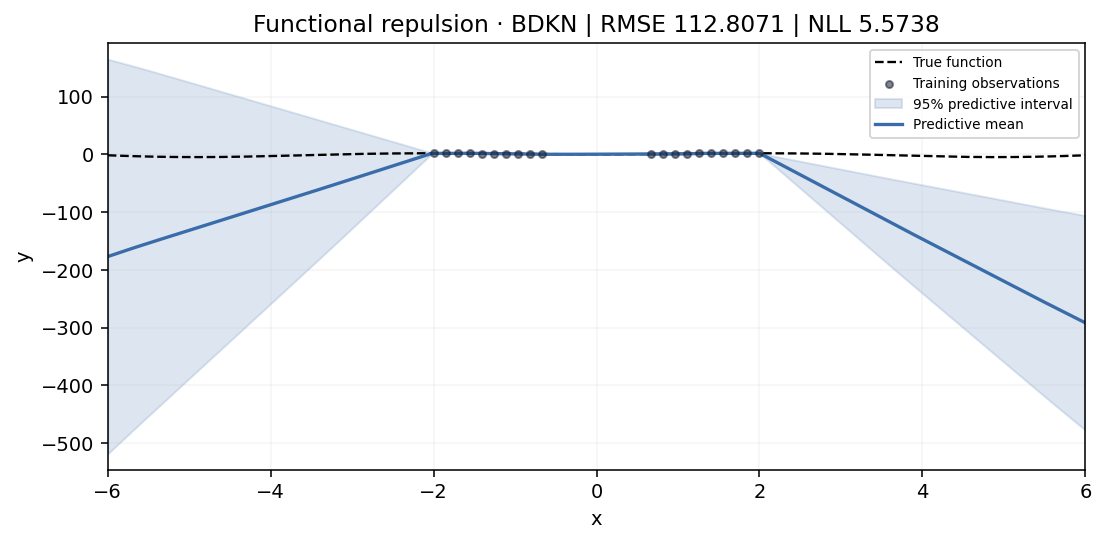 Functional repulsion · BDKN | RMSE 112.8071 | NLL 5.5738
True function
Training observations
95% predictive interval
Predictive mean
y
100
0
−100
−200
−300
−400
−500
−6
−4
−2
0
2
4
6
x